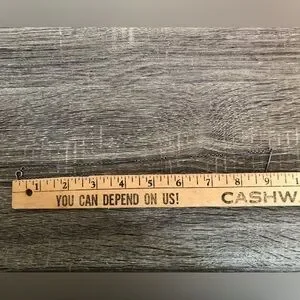 1 2 3 4 5 6 7 8 9
YOU CAN DEPEND ON US! CASHW